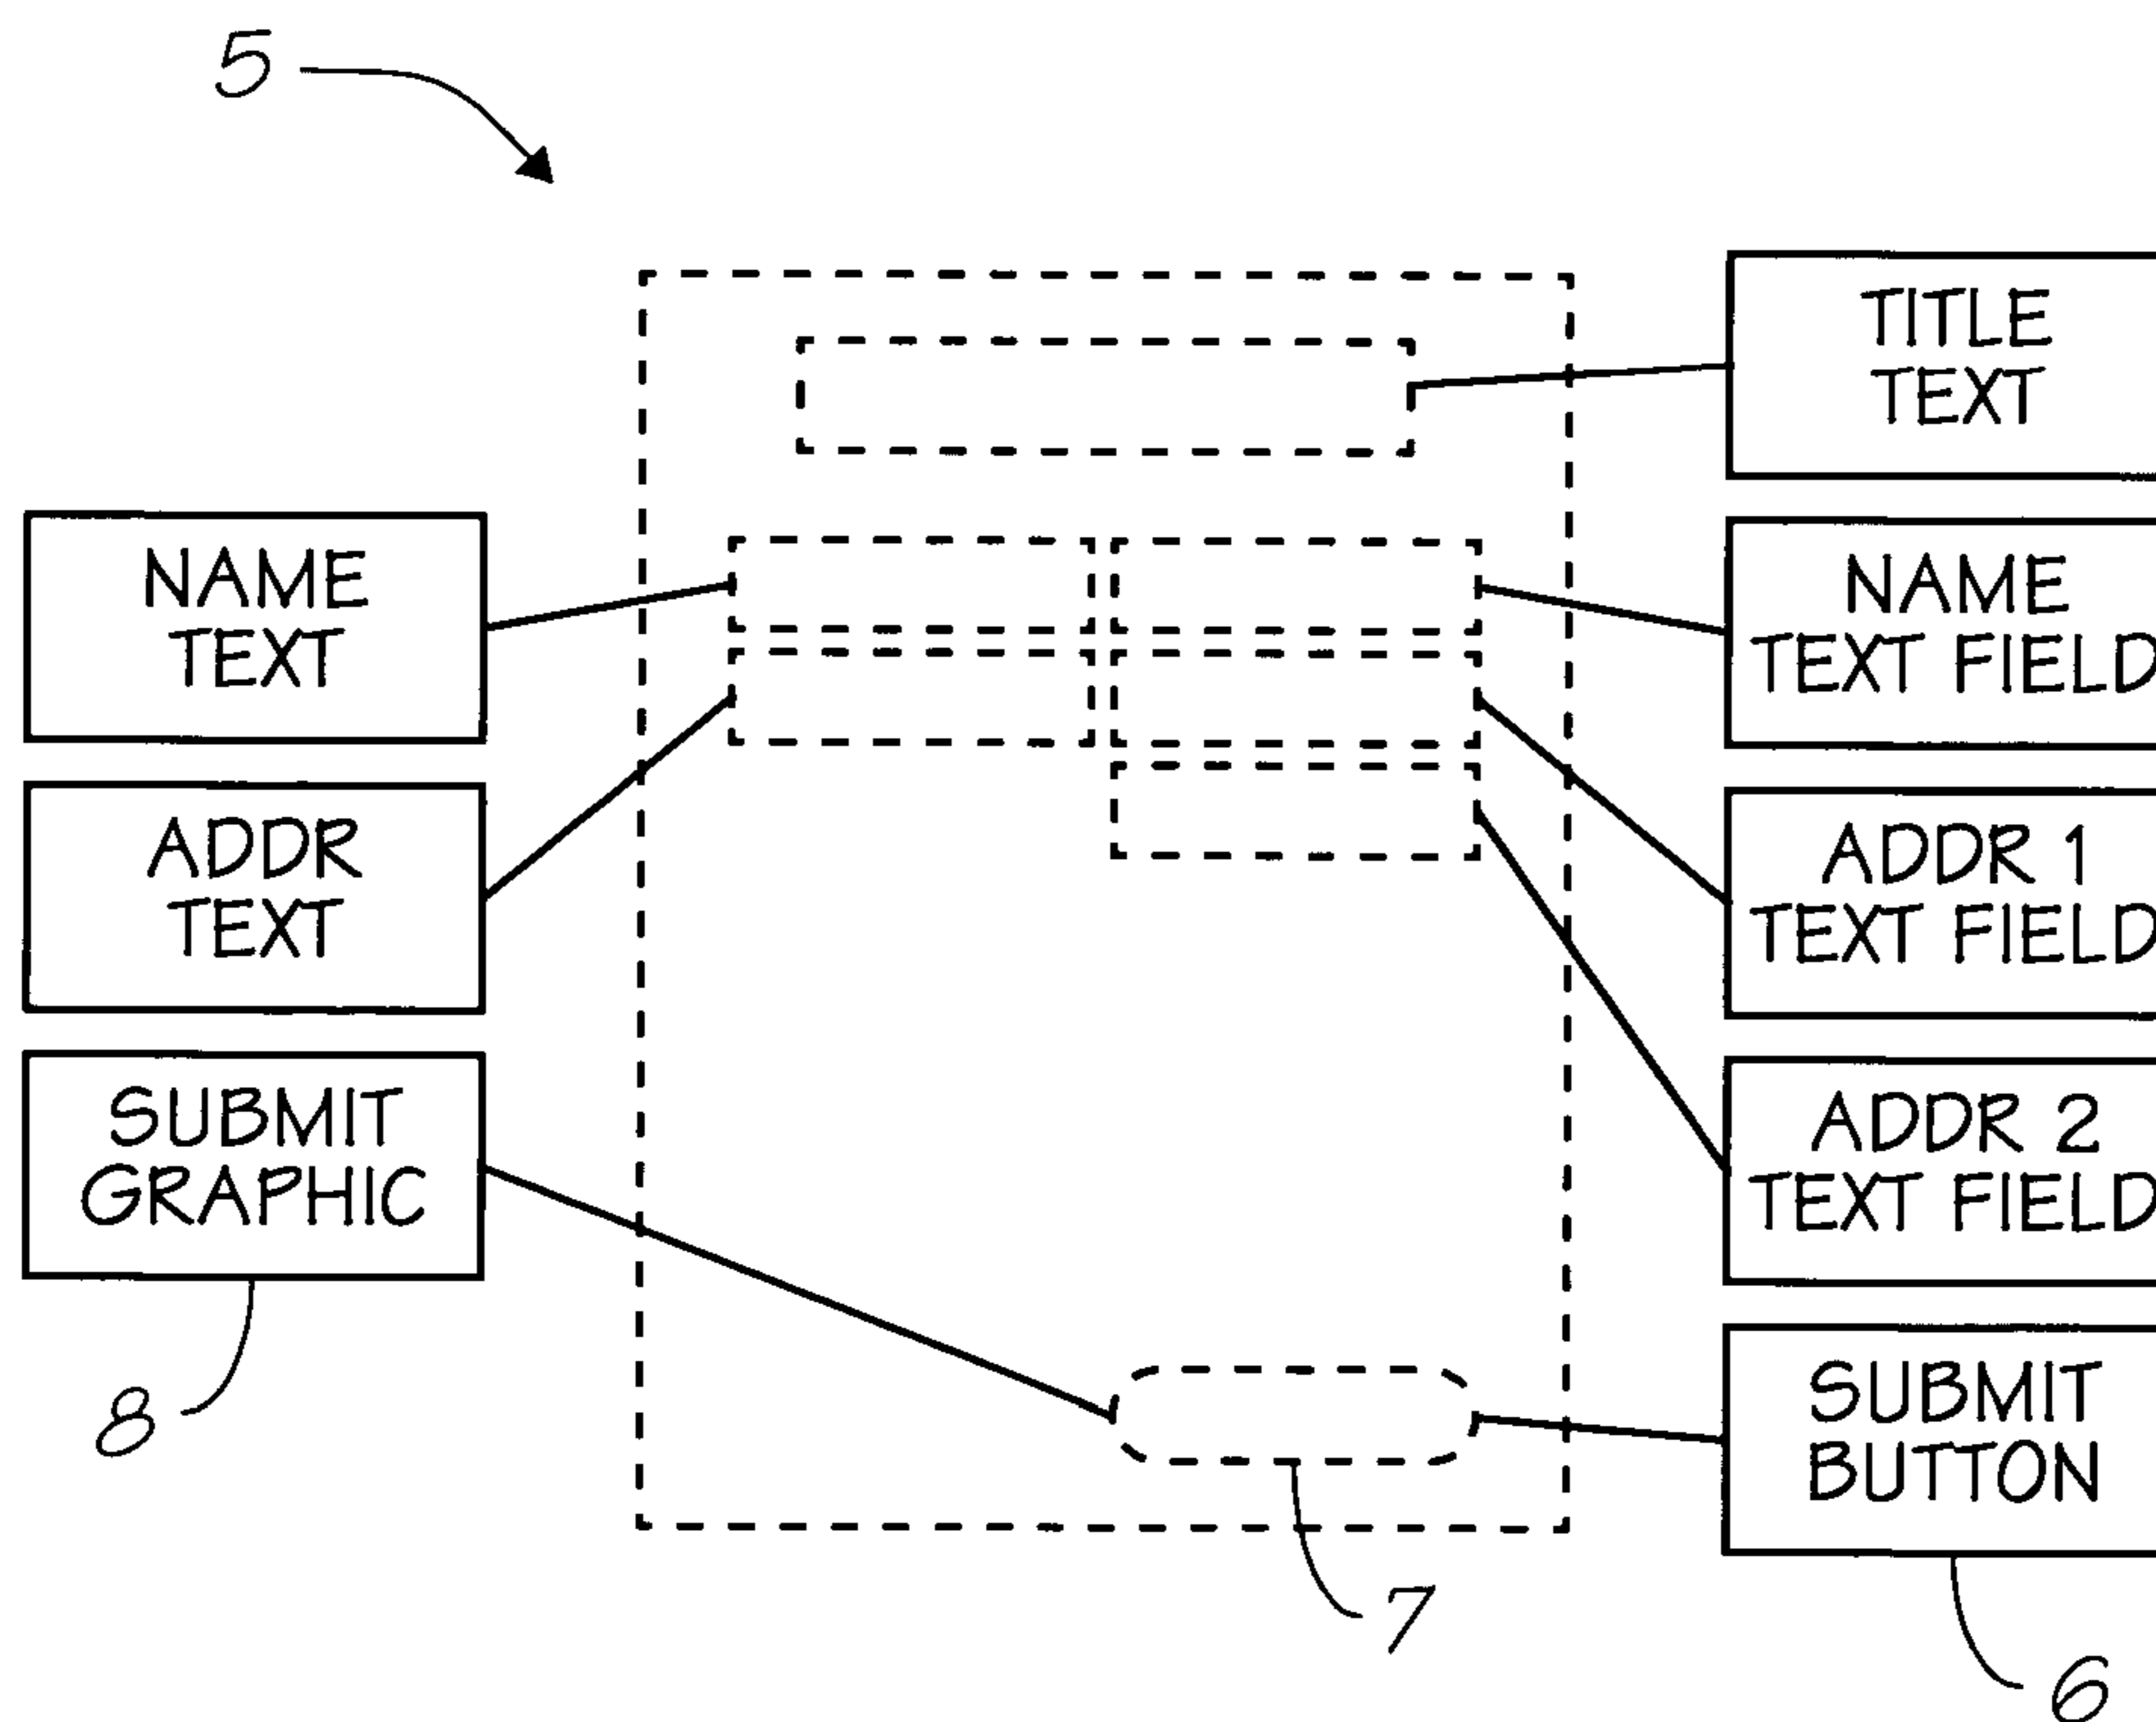 5
TITLE
TEXT
NAME
TEXT
NAME
TEXT FIELD
ADDR
TEXT
ADDR 1
TEXT FIELD
SUBMIT
GRAPHIC
ADDR 2
TEXT FIELD
SUBMIT
BUTTON
8
7
6